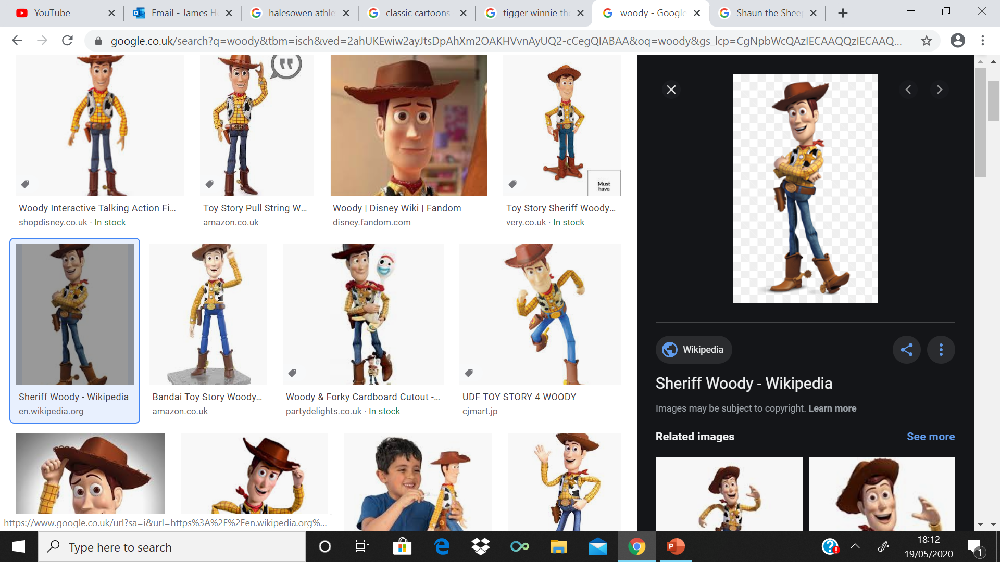 YouTube
Email - James H
halesowen athle
classic cartoons
tigger winnie the
woody - Google
Shaun the Shee
google.co.uk/search?q=woody&tbm=isch&ved=2ahUKEwiw2ayJtsDpAhXm2OAKHVvnAyUQ2-cCegQIABAA&oq=woody&gs_lcp=CgNpbWcQAzIECAAQQzIECAAQ...
Must
have
Woody Interactive Talking Action Fi...
shopdisney.co.uk · In stock
Toy Story Pull String W...
amazon.co.uk
Woody | Disney Wiki | Fandom
disney.fandom.com
Toy Story Sheriff Woody...
very.co.uk · In stock
Sheriff Woody - Wikipedia
en.wikipedia.org
Bandai Toy Story Woody...
amazon.co.uk
Woody & Forky Cardboard Cutout -...
partydelights.co.uk · In stock
UDF TOY STORY 4 WOODY
cjmart.jp
Wikipedia
Sheriff Woody - Wikipedia
Images may be subject to copyright. Learn more
Related images
See more
https://www.google.co.uk/url?sa=i&url=https%3A%2F%2Fen.wikipedia.org%...
Type here to search
18:12
19/05/2020
1